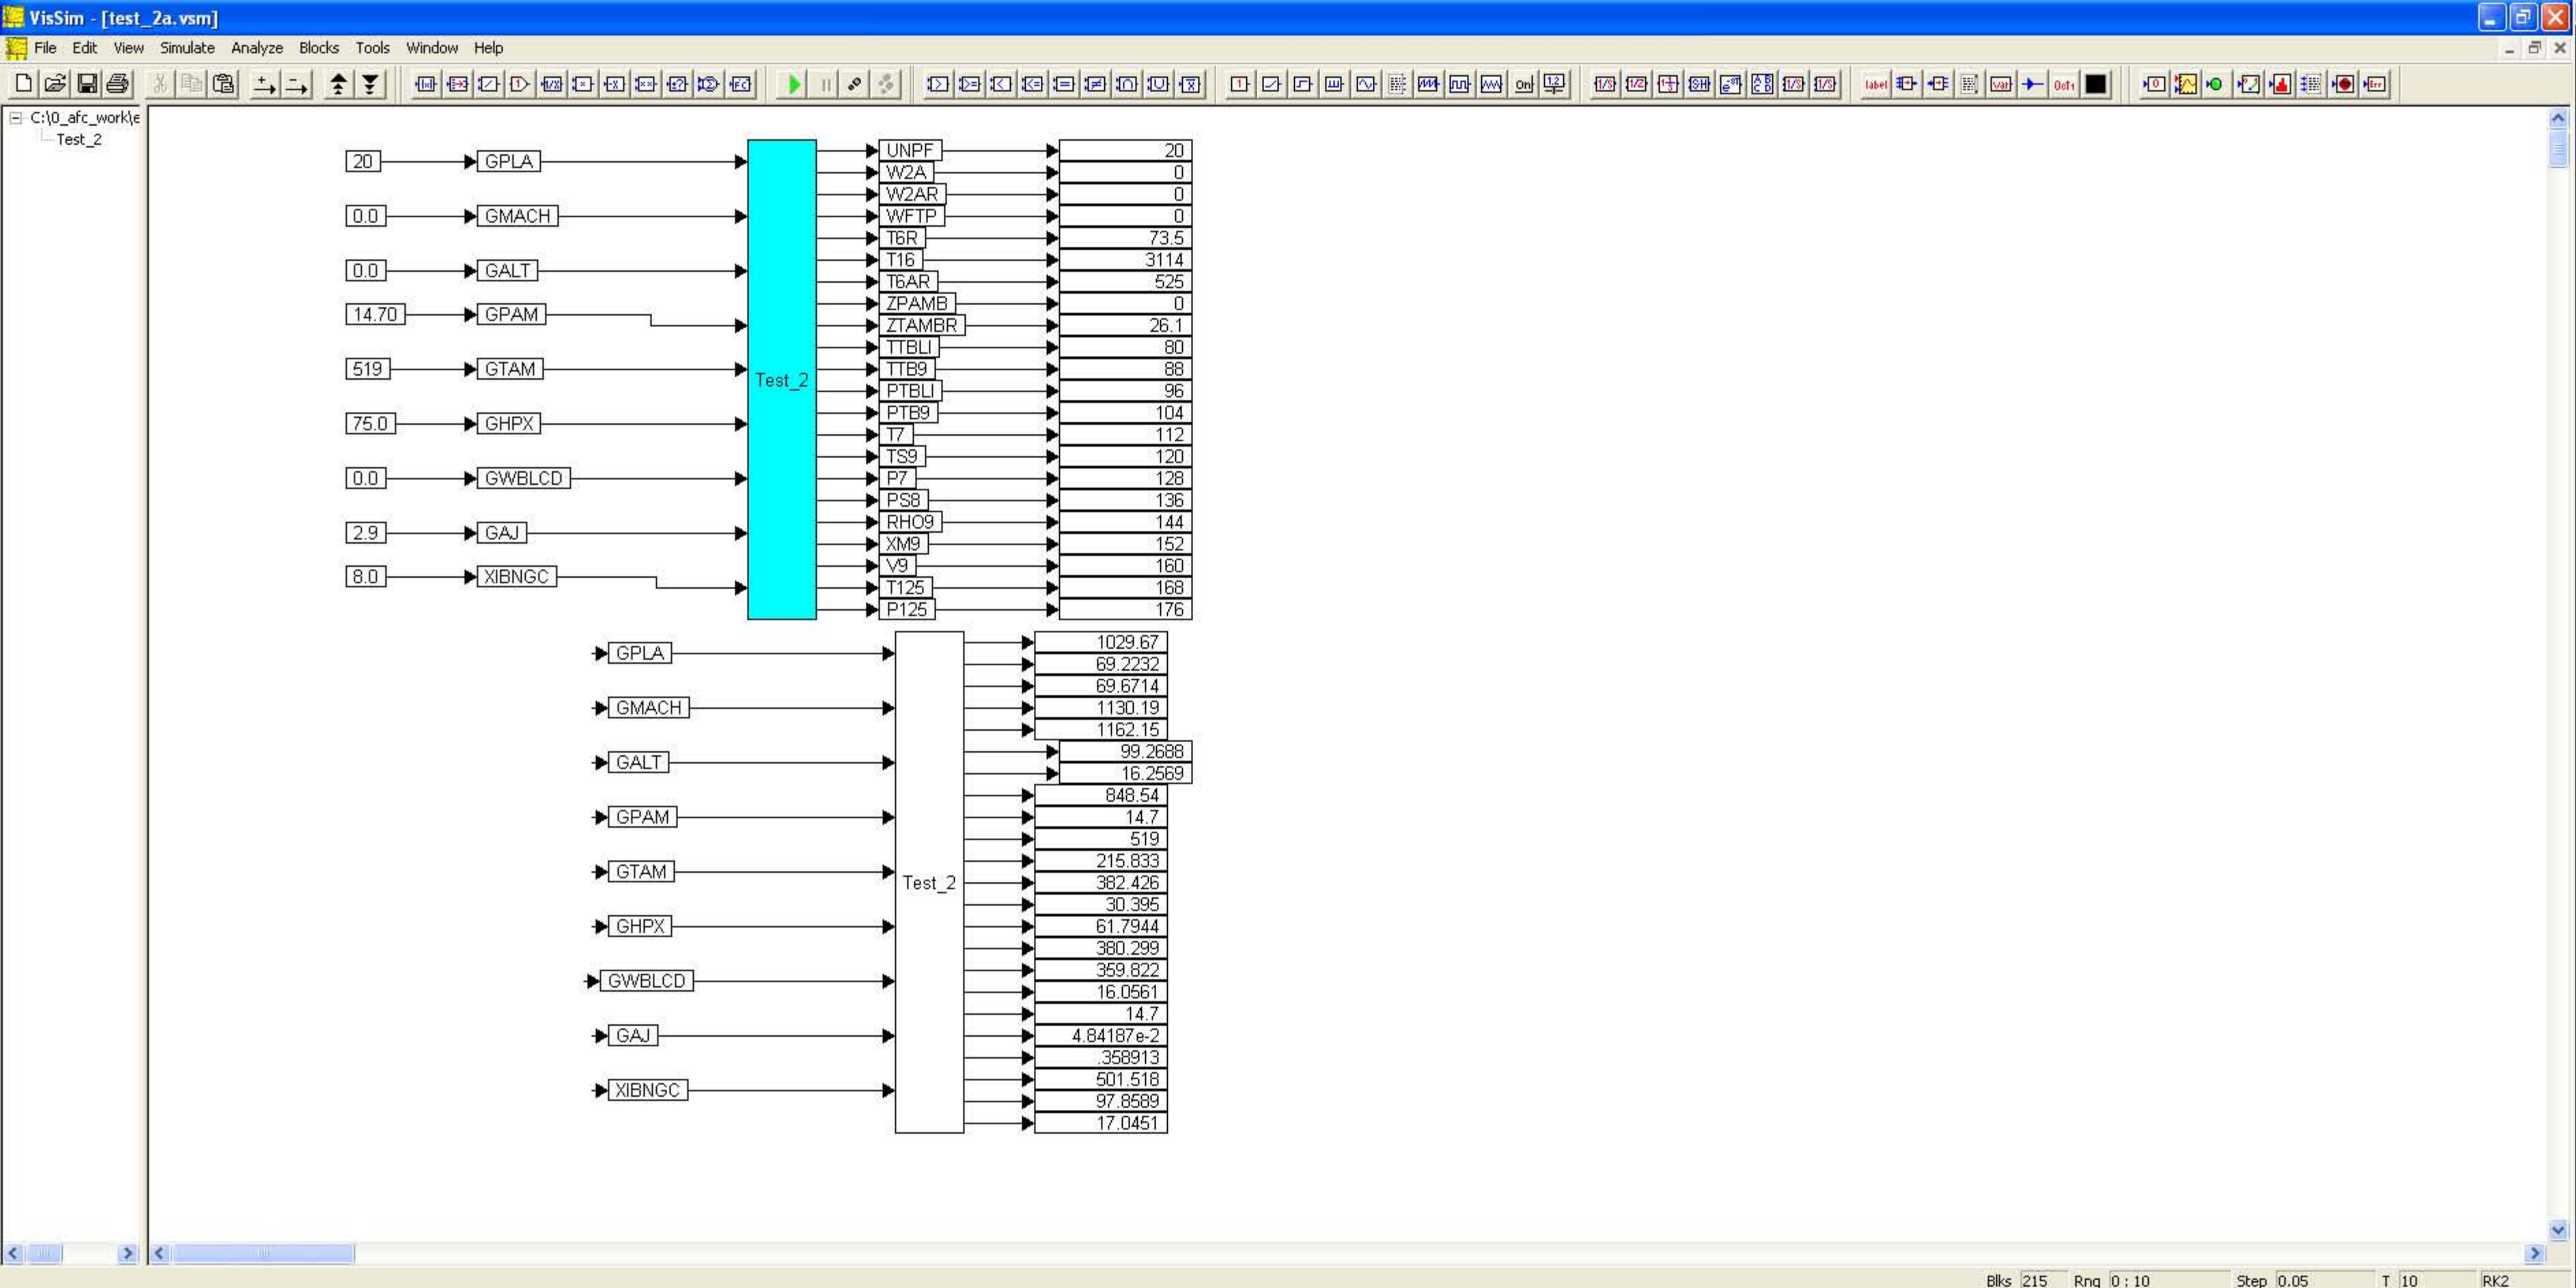 VisSim - [test_2a.vsm]
File Edit View Simulate Analyze Blocks Tools Window Help
label var
C:\0_afc_work\e
Test_2
20 GPLA
0.0 GMACH
0.0 GALT
14.70 GPAM
519 GTAM
75.0 GHPX
0.0 GWBLCD
2.9 GAJ
8.0 XIBNGC
Test_2
UNPF 20
W2A 0
W2AR 0
WFTP 0
T6R 73.5
T16 3114
T6AR 525
ZPAMB 0
ZTAMBR 26.1
TTBLI 80
TTB9 88
PTBLI 96
PTB9 104
T7 112
TS9 120
P7 128
PS8 136
RHO9 144
XM9 152
V9 160
T125 168
P125 176
GPLA
GMACH
GALT
GPAM
GTAM
GHPX
GWBLCD
GAJ
XIBNGC
Test_2
1029.67
69.2232
69.6714
1130.19
1162.15
99.2688
16.2569
848.54
14.7
519
215.833
382.426
30.395
61.7944
380.299
359.822
16.0561
14.7
4.84187e-2
.358913
501.518
97.8589
17.0451
Blks 215 Rng 0 : 10 Step 0.05 T 10 RK2